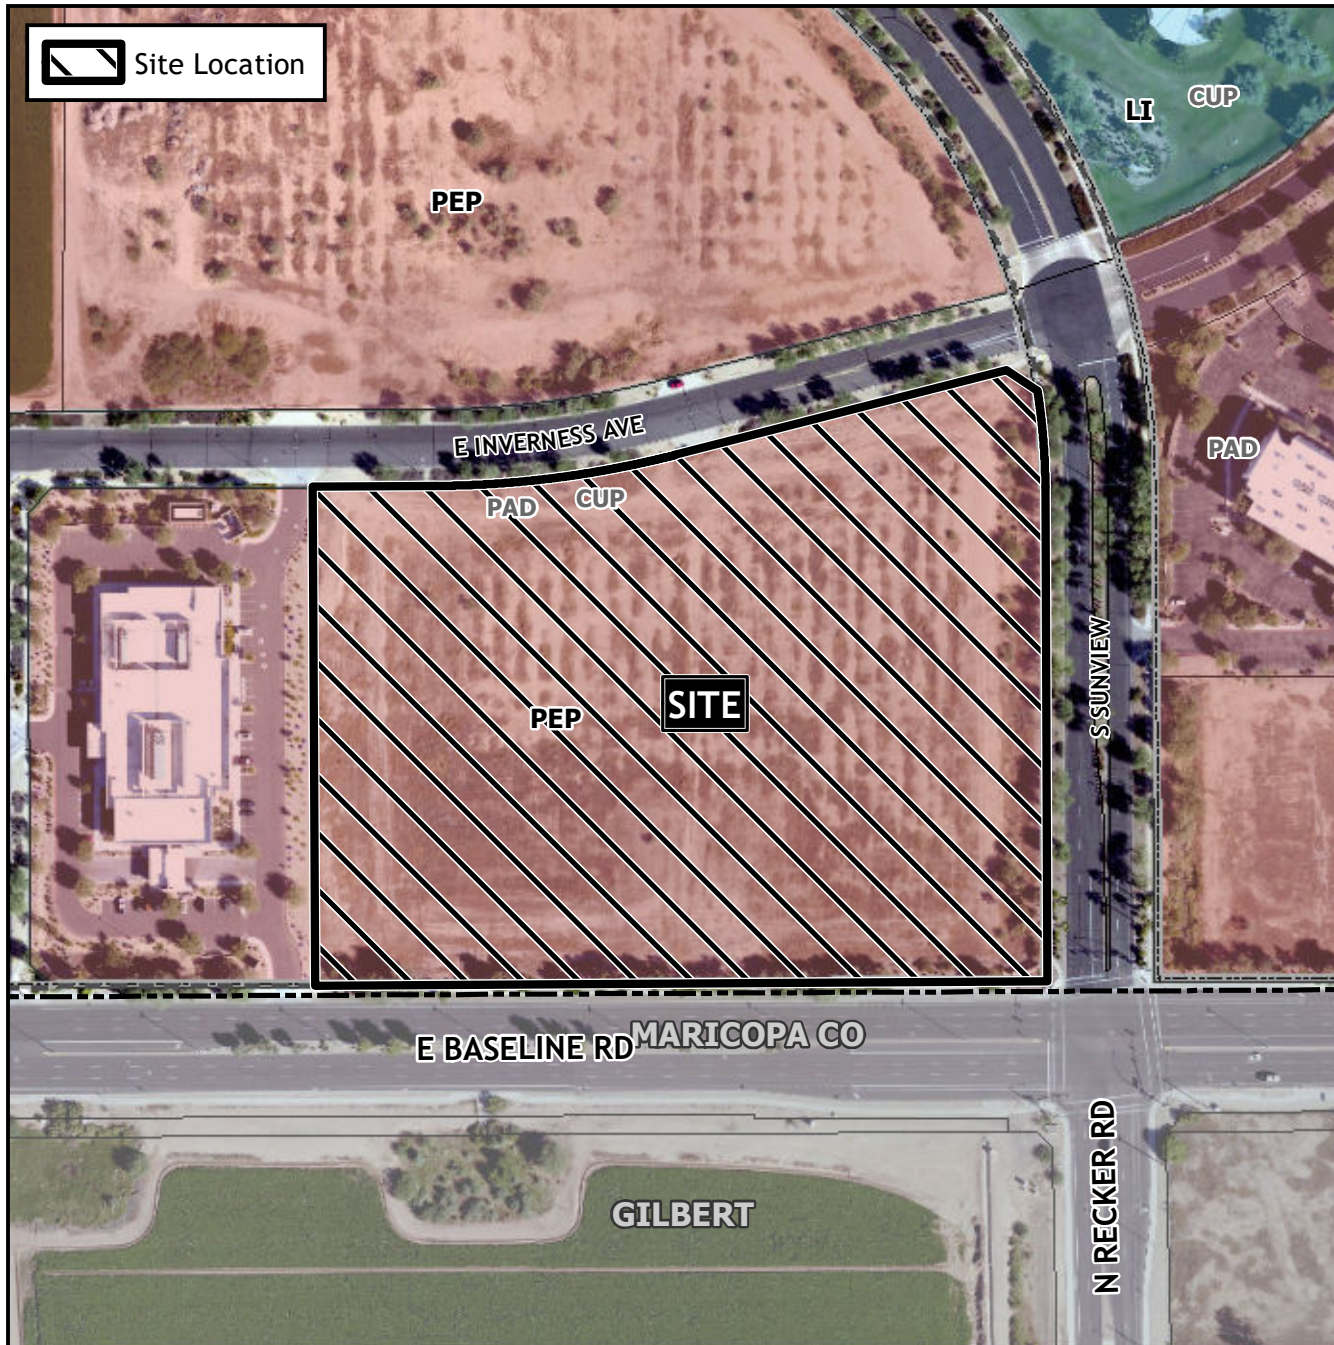 Site Location
LI
CUP
PEP
E INVERNESS AVE
PAD
PAD
CUP
S SUNVIEW
SITE
PEP
E BASELINE RD
MARICOPA CO
N RECKER RD
GILBERT